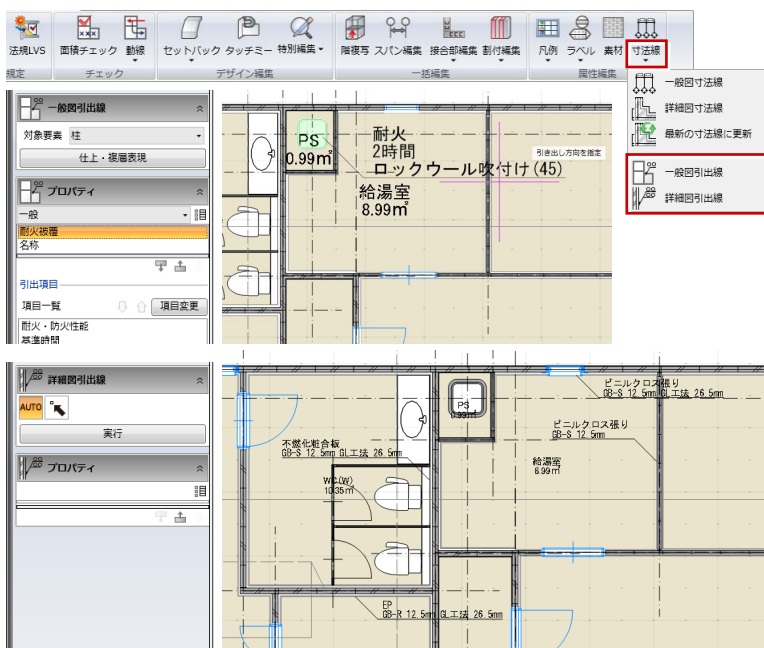 法規LVS 面積チェック 動線 セットバック タッチミー 特別編集 階複写 スパン編集 接合部編集 割付編集 凡例 ラベル 素材 寸法線
規定 チェック デザイン編集 一括編集 属性編集
一般図寸法線
詳細図寸法線
最新の寸法線に更新
一般図引出線
詳細図引出線
一般図引出線
対象要素 柱
仕上・複層表現
プロパティ
一般
耐火被覆
名称
引出項目
項目一覧 項目変更
耐火・防火性能
基準時間
PS
0.99㎡
耐火
2時間
ロックウール吹付け(45)
引き出し方向を指定
給湯室
8.99㎡
詳細図引出線
AUTO
実行
プロパティ
ビニルクロス張り
GB-S 12.5mm GL工法 26.5mm
PS
0.99㎡
ビニルクロス張り
GB-S 12.5mm
不燃化粧合板
GB-S 12.5mm GL工法 26.5mm
給湯室
8.99㎡
WC(W)
10.35㎡
EP
GB-R 12.5mm GL工法 26.5mm